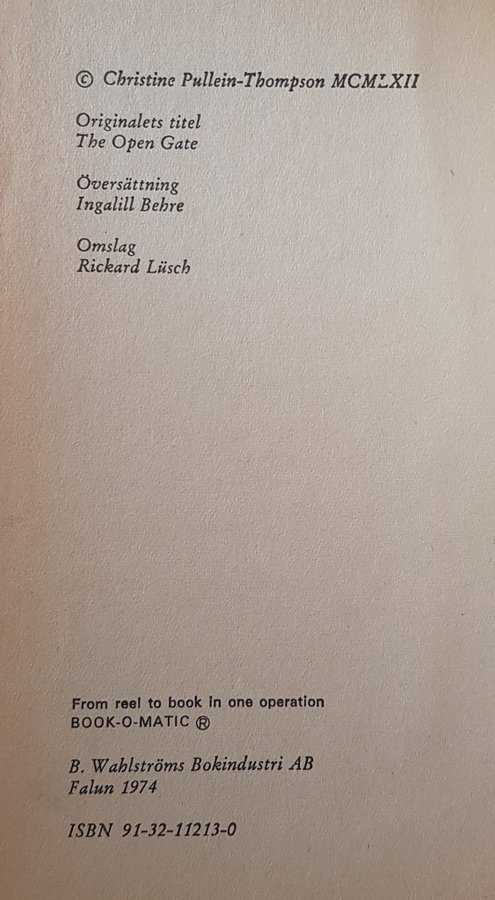 © Christine Pullein-Thompson MCMLXII
Originalets titel
The Open Gate
Översättning
Ingalill Behre
Omslag
Rickard Lüsch
From reel to book in one operation
BOOK-O-MATIC ®
B. Wahlströms Bokindustri AB
Falun 1974
ISBN 91-32-11213-0